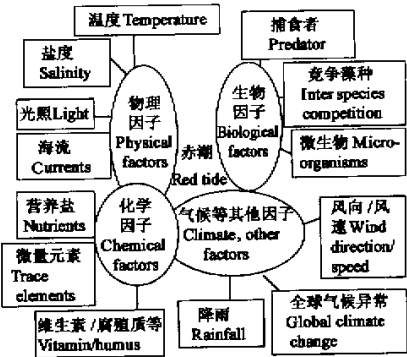 温度 Temperature
捕食者
Predator
盐度
Salinity
物理
因子
Physical
factors
生物
因子
Biological
factors
竞争藻种
Inter species
competition
光照Light
海流
Currents
赤潮
Red tide
微生物 Micro-
organisms
营养盐
Nutrients
化学
因子
Chemical
factors
气候等其他因子
Climate, other
factors
风向 /风
速 Wind
direction/
speed
微量元素
Trace
elements
维生素 /腐殖质等
Vitamin/humus
降雨
Rainfall
全球气候异常
Global climate
change